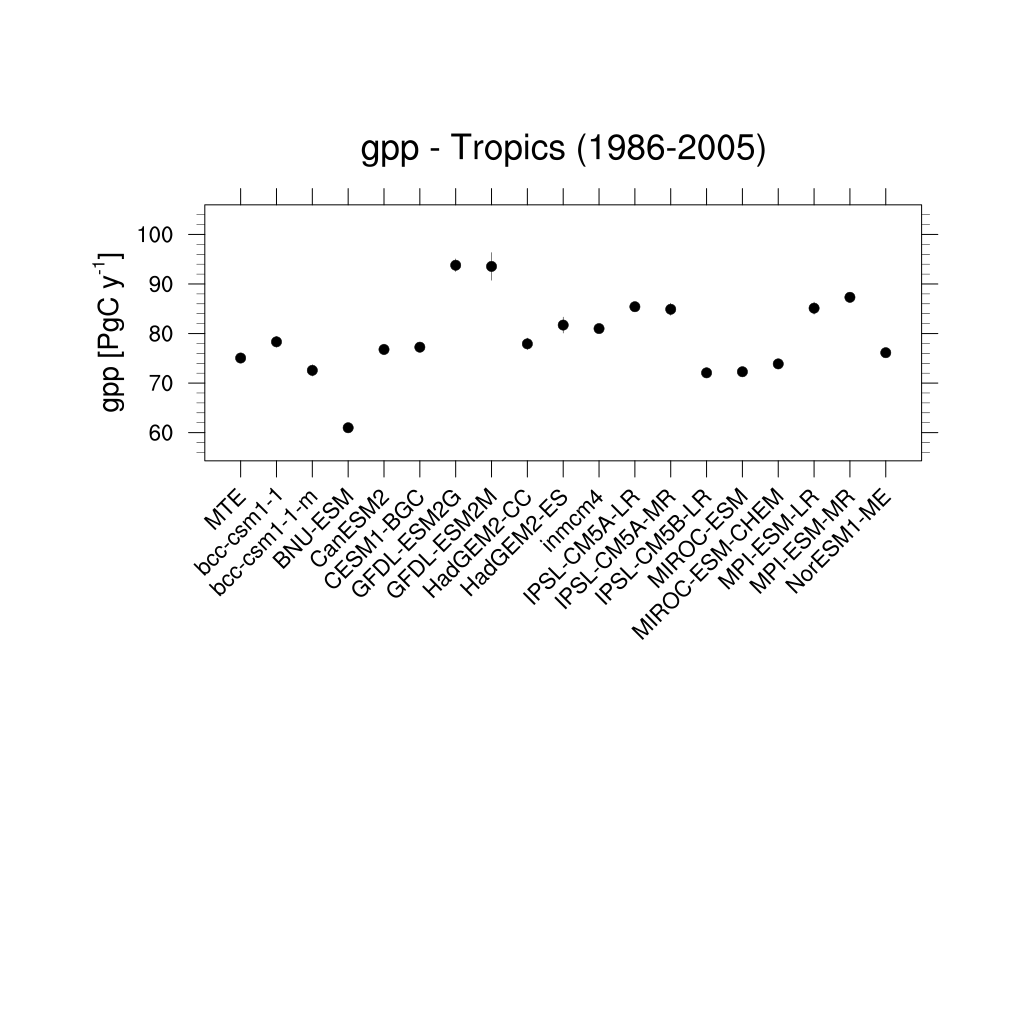 gpp - Tropics (1986-2005)
gpp [PgC y-1]
100
90
80
70
60
MTE
bcc-csm1-1
bcc-csm1-1-m
BNU-ESM
CanESM2
CESM1-BGC
GFDL-ESM2G
GFDL-ESM2M
HadGEM2-CC
HadGEM2-ES
inmcm4
IPSL-CM5A-LR
IPSL-CM5A-MR
IPSL-CM5B-LR
MIROC-ESM
MIROC-ESM-CHEM
MPI-ESM-LR
MPI-ESM-MR
NorESM1-ME